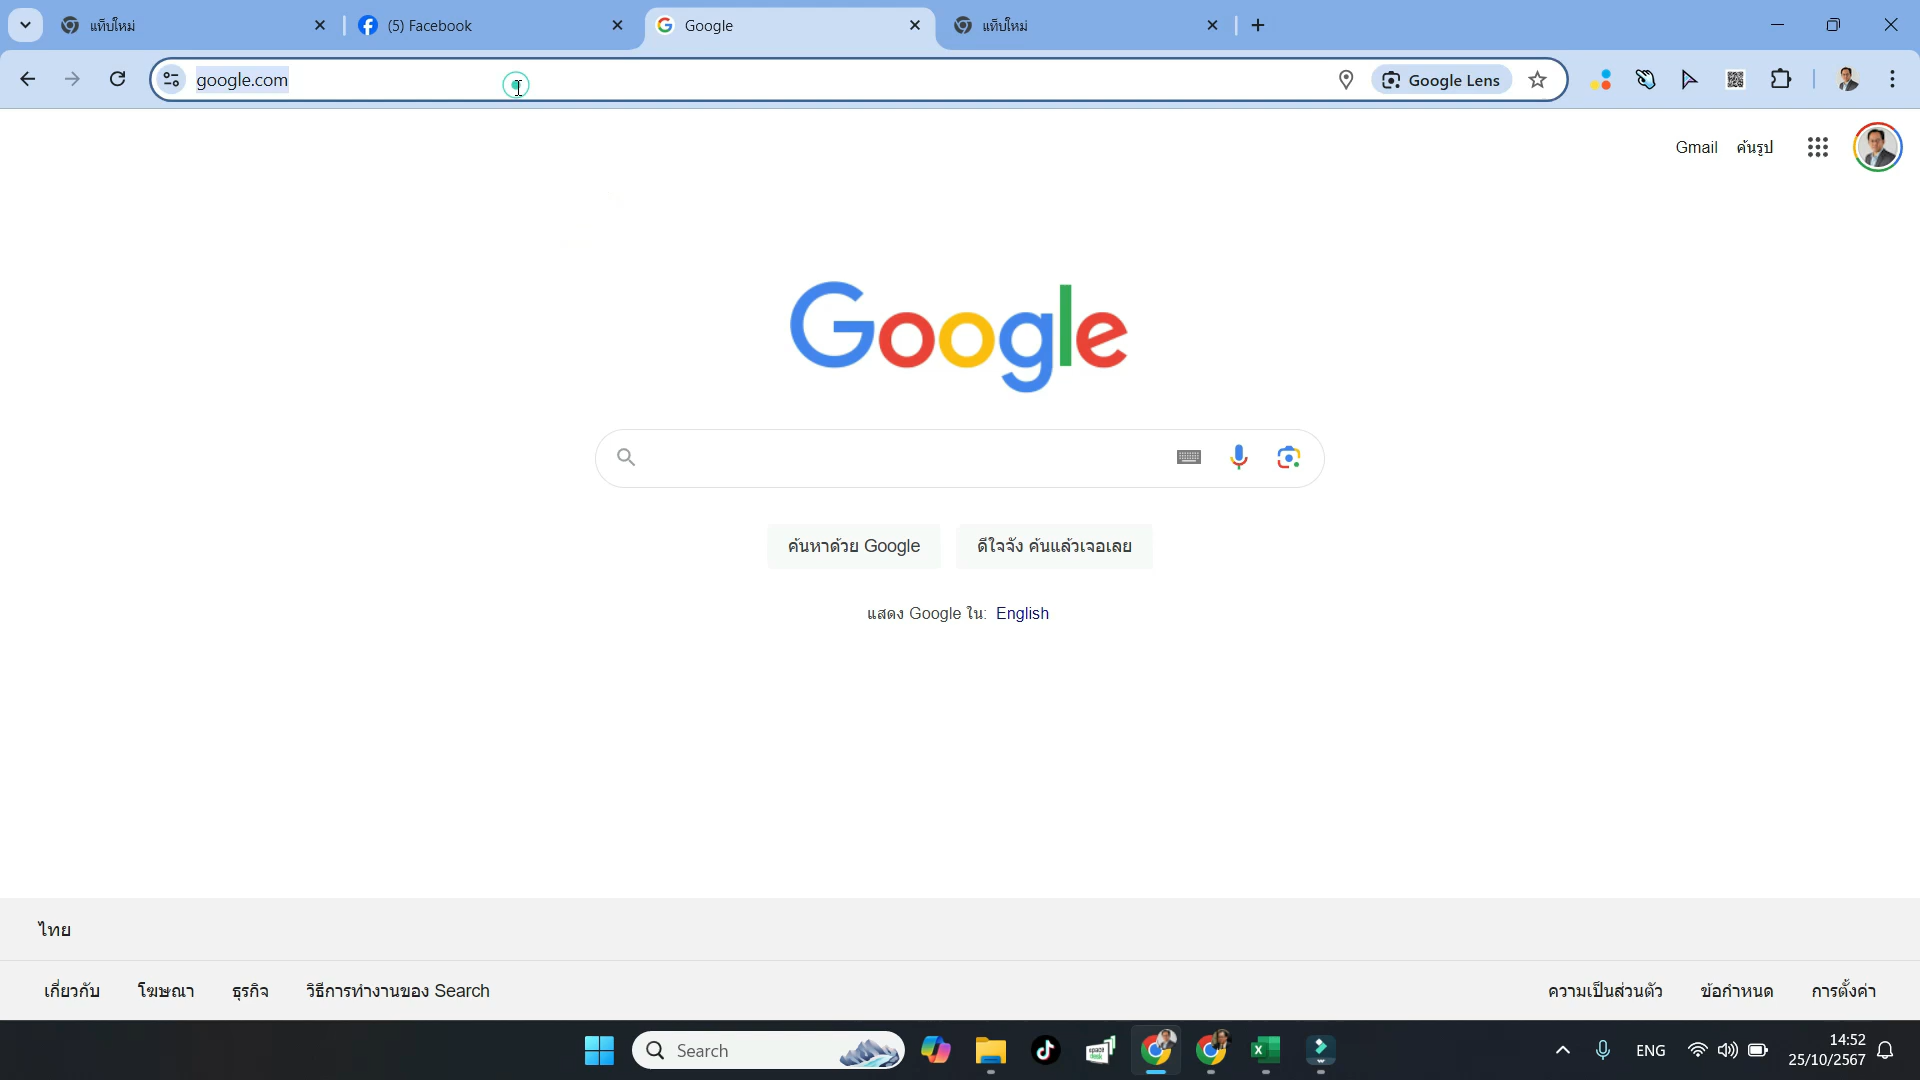 แท็บใหม่
(5) Facebook
Google
แท็บใหม่
google.com
Google Lens
Gmail
ค้นรูป
Google
ค้นหาด้วย Google
ดีใจจัง ค้นแล้วเจอเลย
แสดง Google ใน: English
ไทย
เกี่ยวกับ
โฆษณา
ธุรกิจ
วิธีการทำงานของ Search
ความเป็นส่วนตัว
ข้อกำหนด
การตั้งค่า
Search
ENG
14:52
25/10/2567